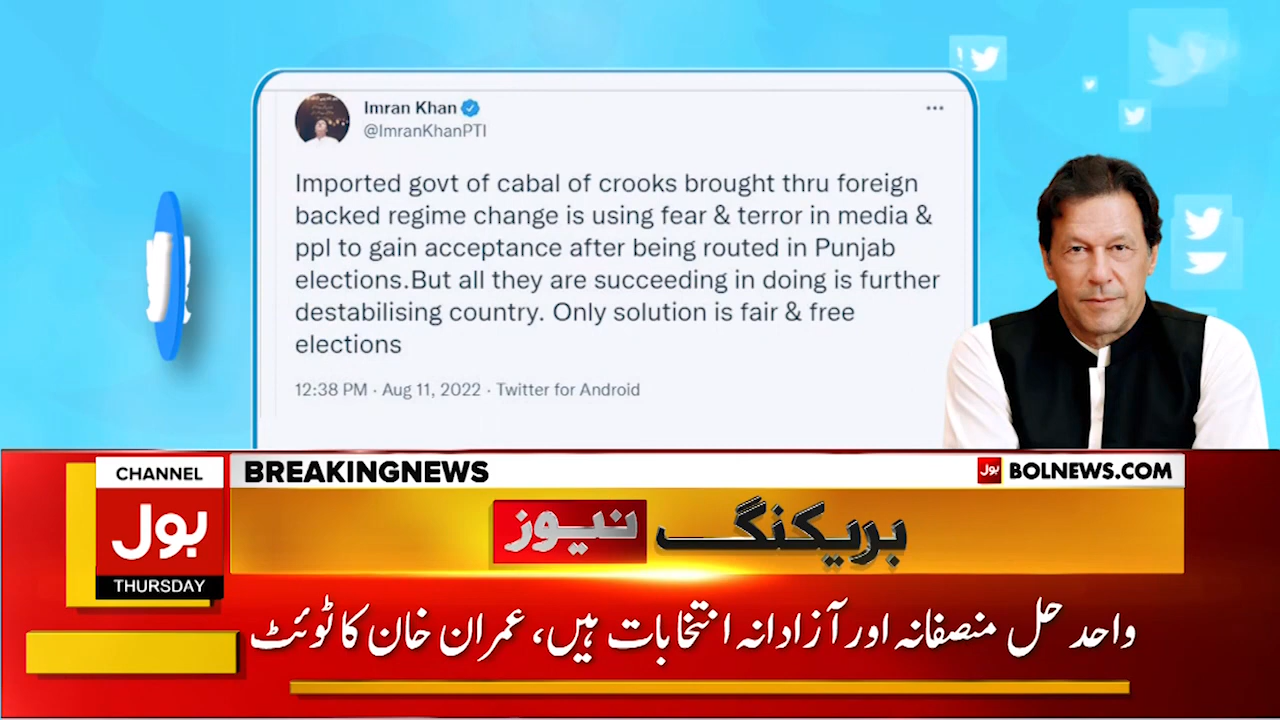 Imran Khan
@ImranKhanPTI
Imported govt of cabal of crooks brought thru foreign
backed regime change is using fear & terror in media &
ppl to gain acceptance after being routed in Punjab
elections.But all they are succeeding in doing is further
destabilising country. Only solution is fair & free
elections
12:38 PM · Aug 11, 2022 · Twitter for Android
CHANNEL
بول
THURSDAY
BREAKINGNEWS
بول BOLNEWS.COM
بریکنگ نیوز
واحد حل منصفانہ اور آزادانہ انتخابات ہیں، عمران خان کا ٹوئٹ